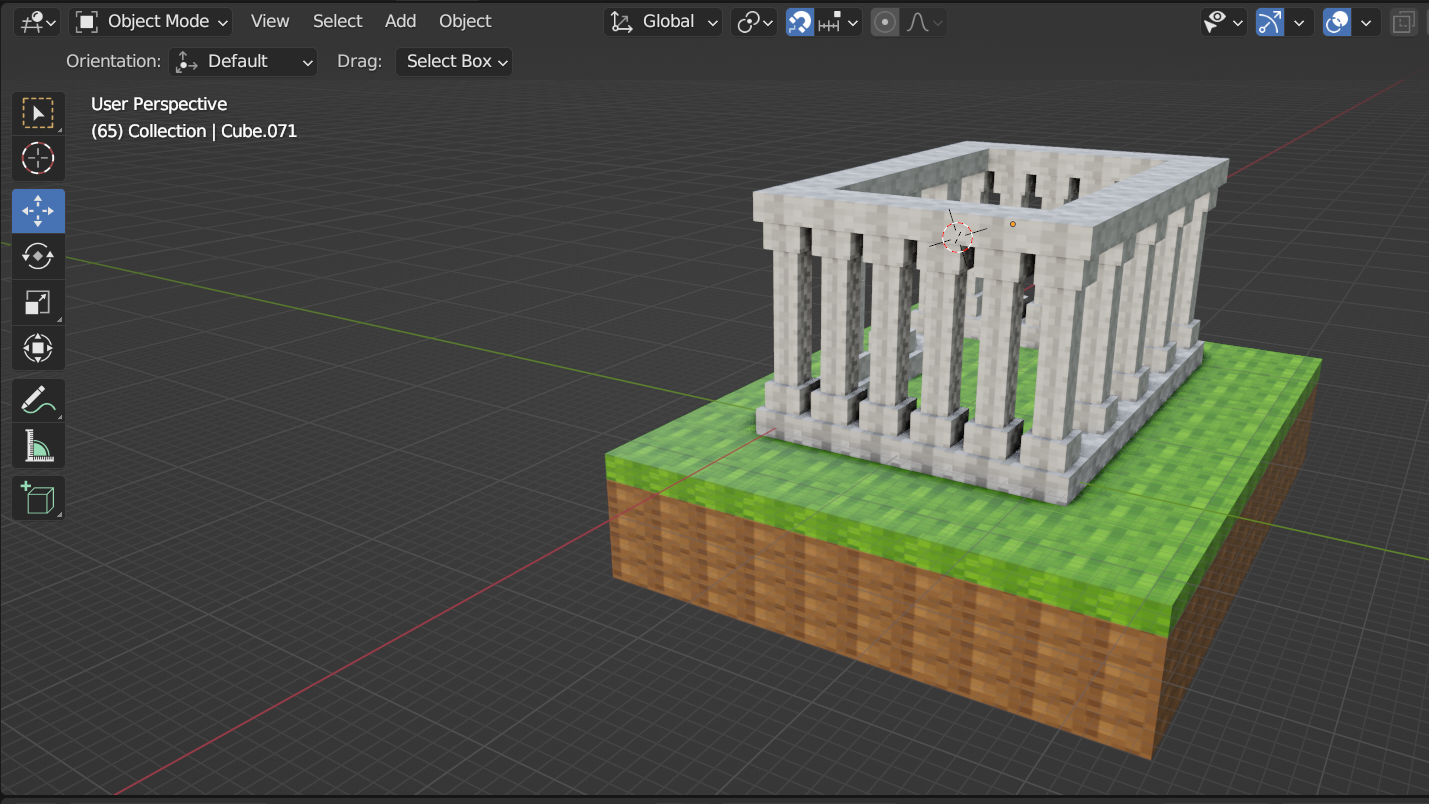 Object Mode View Select Add Object Global
Orientation: Default Drag: Select Box
User Perspective
(65) Collection | Cube.071